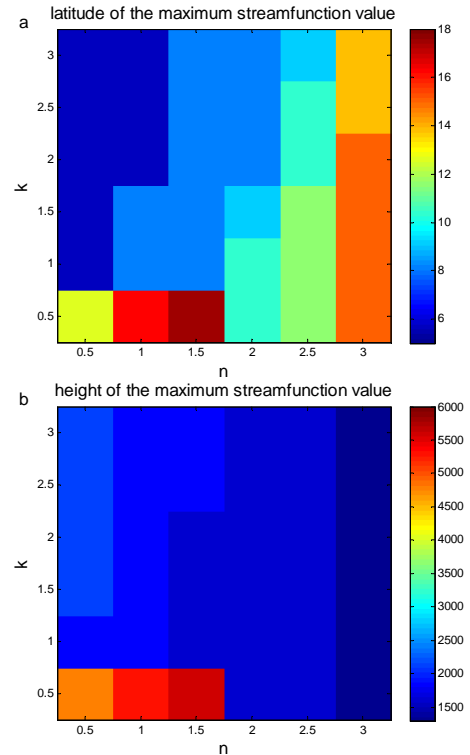 a
latitude of the maximum streamfunction value
18
3
16
2.5
14
2
k
12
1.5
10
1
8
0.5
6
0.5 1 1.5 2 2.5 3
n
b
height of the maximum streamfunction value
6000
3
5500
5000
2.5
4500
2
4000
k
3500
1.5
3000
1
2500
2000
0.5
1500
0.5 1 1.5 2 2.5 3
n